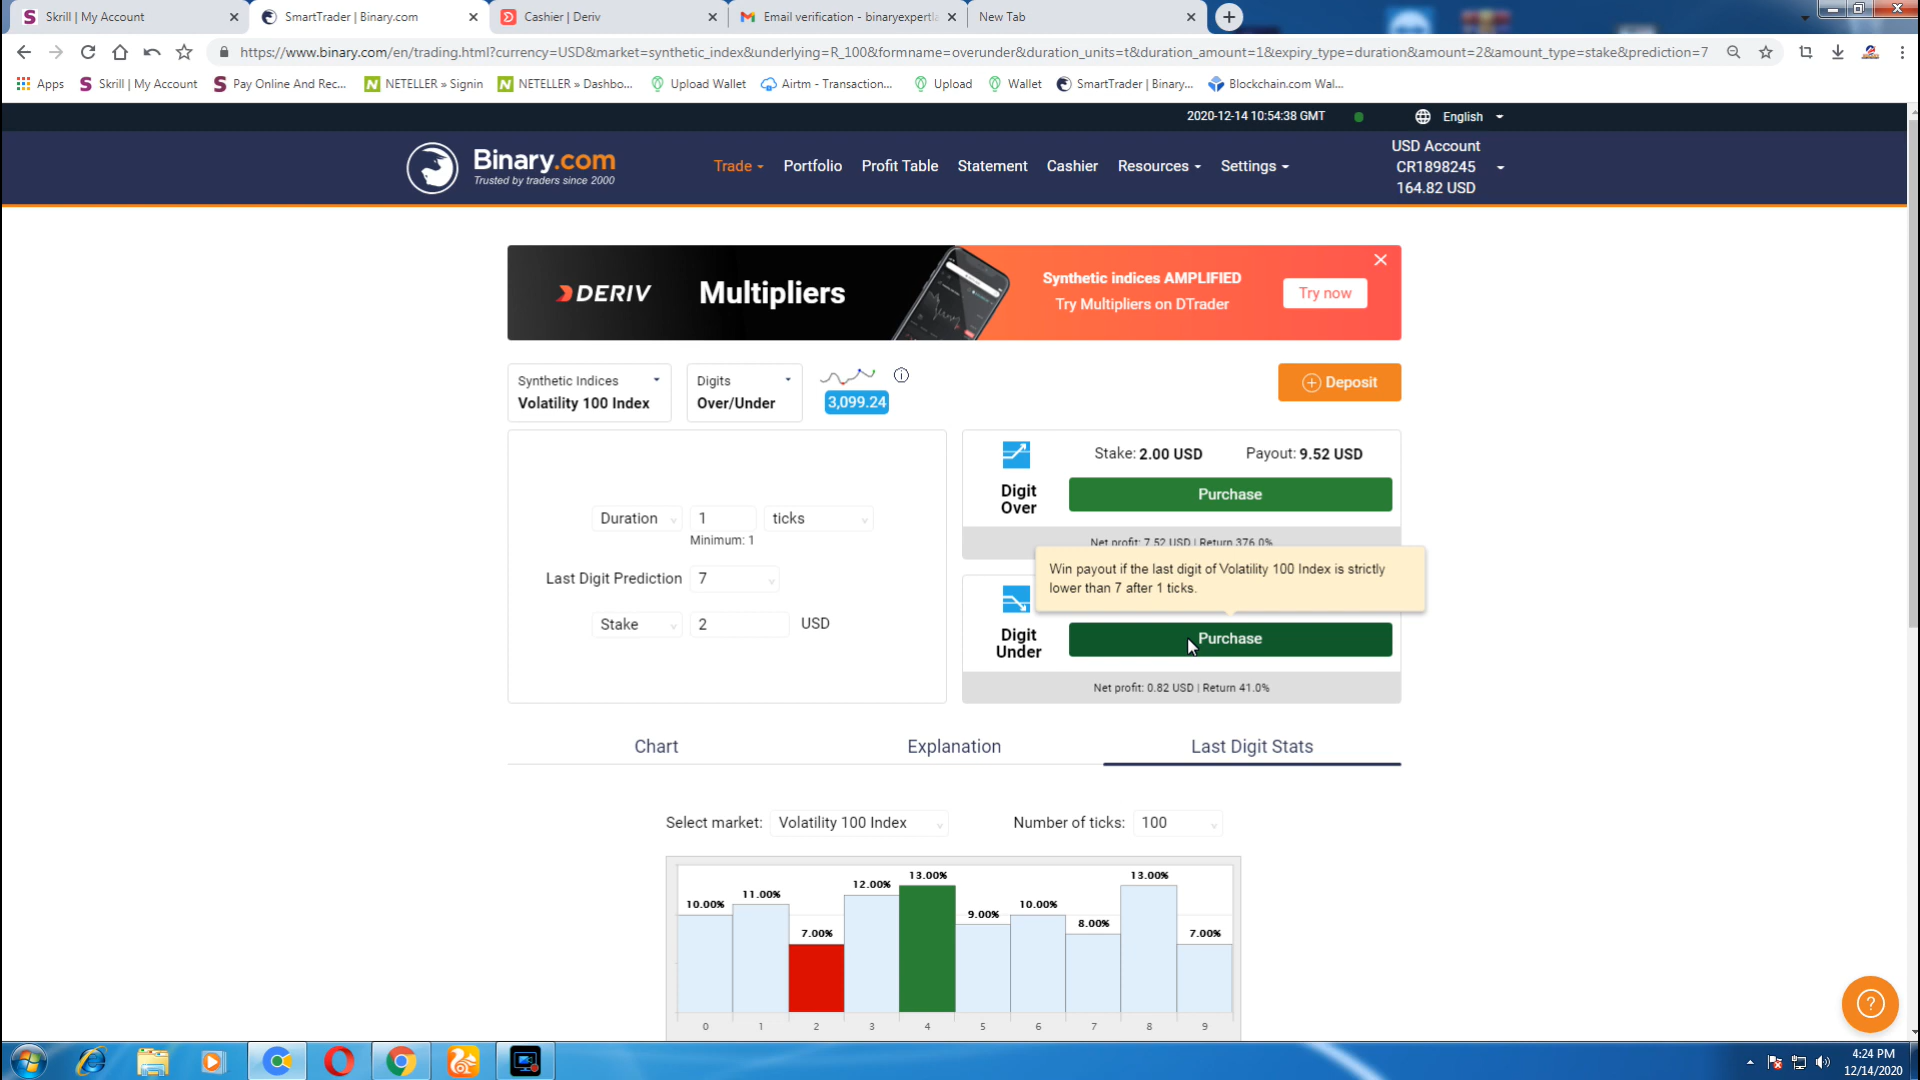 Skrill | My Account
SmartTrader | Binary.com
Cashier | Deriv
Email verification - binaryexpertla
New Tab
https://www.binary.com/en/trading.html?currency=USD&market=synthetic_index&underlying=R_100&formname=overunder&duration_units=t&duration_amount=1&expiry_type=duration&amount=2&amount_type=stake&prediction=7
Apps
Skrill | My Account
Pay Online And Rec...
NETELLER » Signin
NETELLER » Dashbo...
Upload Wallet
Airtm - Transaction...
Upload
Wallet
SmartTrader | Binary...
Blockchain.com Wal...
2020-12-14 10:54:38 GMT
English
Binary.com
Trusted by traders since 2000
Trade
Portfolio
Profit Table
Statement
Cashier
Resources
Settings
USD Account
CR1898245
164.82 USD
DERIV
Multipliers
Synthetic indices AMPLIFIED
Try Multipliers on DTrader
Try now
Synthetic Indices
Volatility 100 Index
Digits
Over/Under
3,099.24
Deposit
Duration 1 ticks
Minimum: 1
Last Digit Prediction 7
Stake 2 USD
Stake: 2.00 USD Payout: 9.52 USD
Digit
Over
Purchase
Net profit: 7.52 USD | Return 376.0%
Win payout if the last digit of Volatility 100 Index is strictly
lower than 7 after 1 ticks.
Digit
Under
Purchase
Net profit: 0.82 USD | Return 41.0%
Chart
Explanation
Last Digit Stats
Select market: Volatility 100 Index
Number of ticks: 100
10.00% 11.00% 7.00% 12.00% 13.00% 9.00% 10.00% 8.00% 13.00% 7.00%
0 1 2 3 4 5 6 7 8 9
4:24 PM
12/14/2020